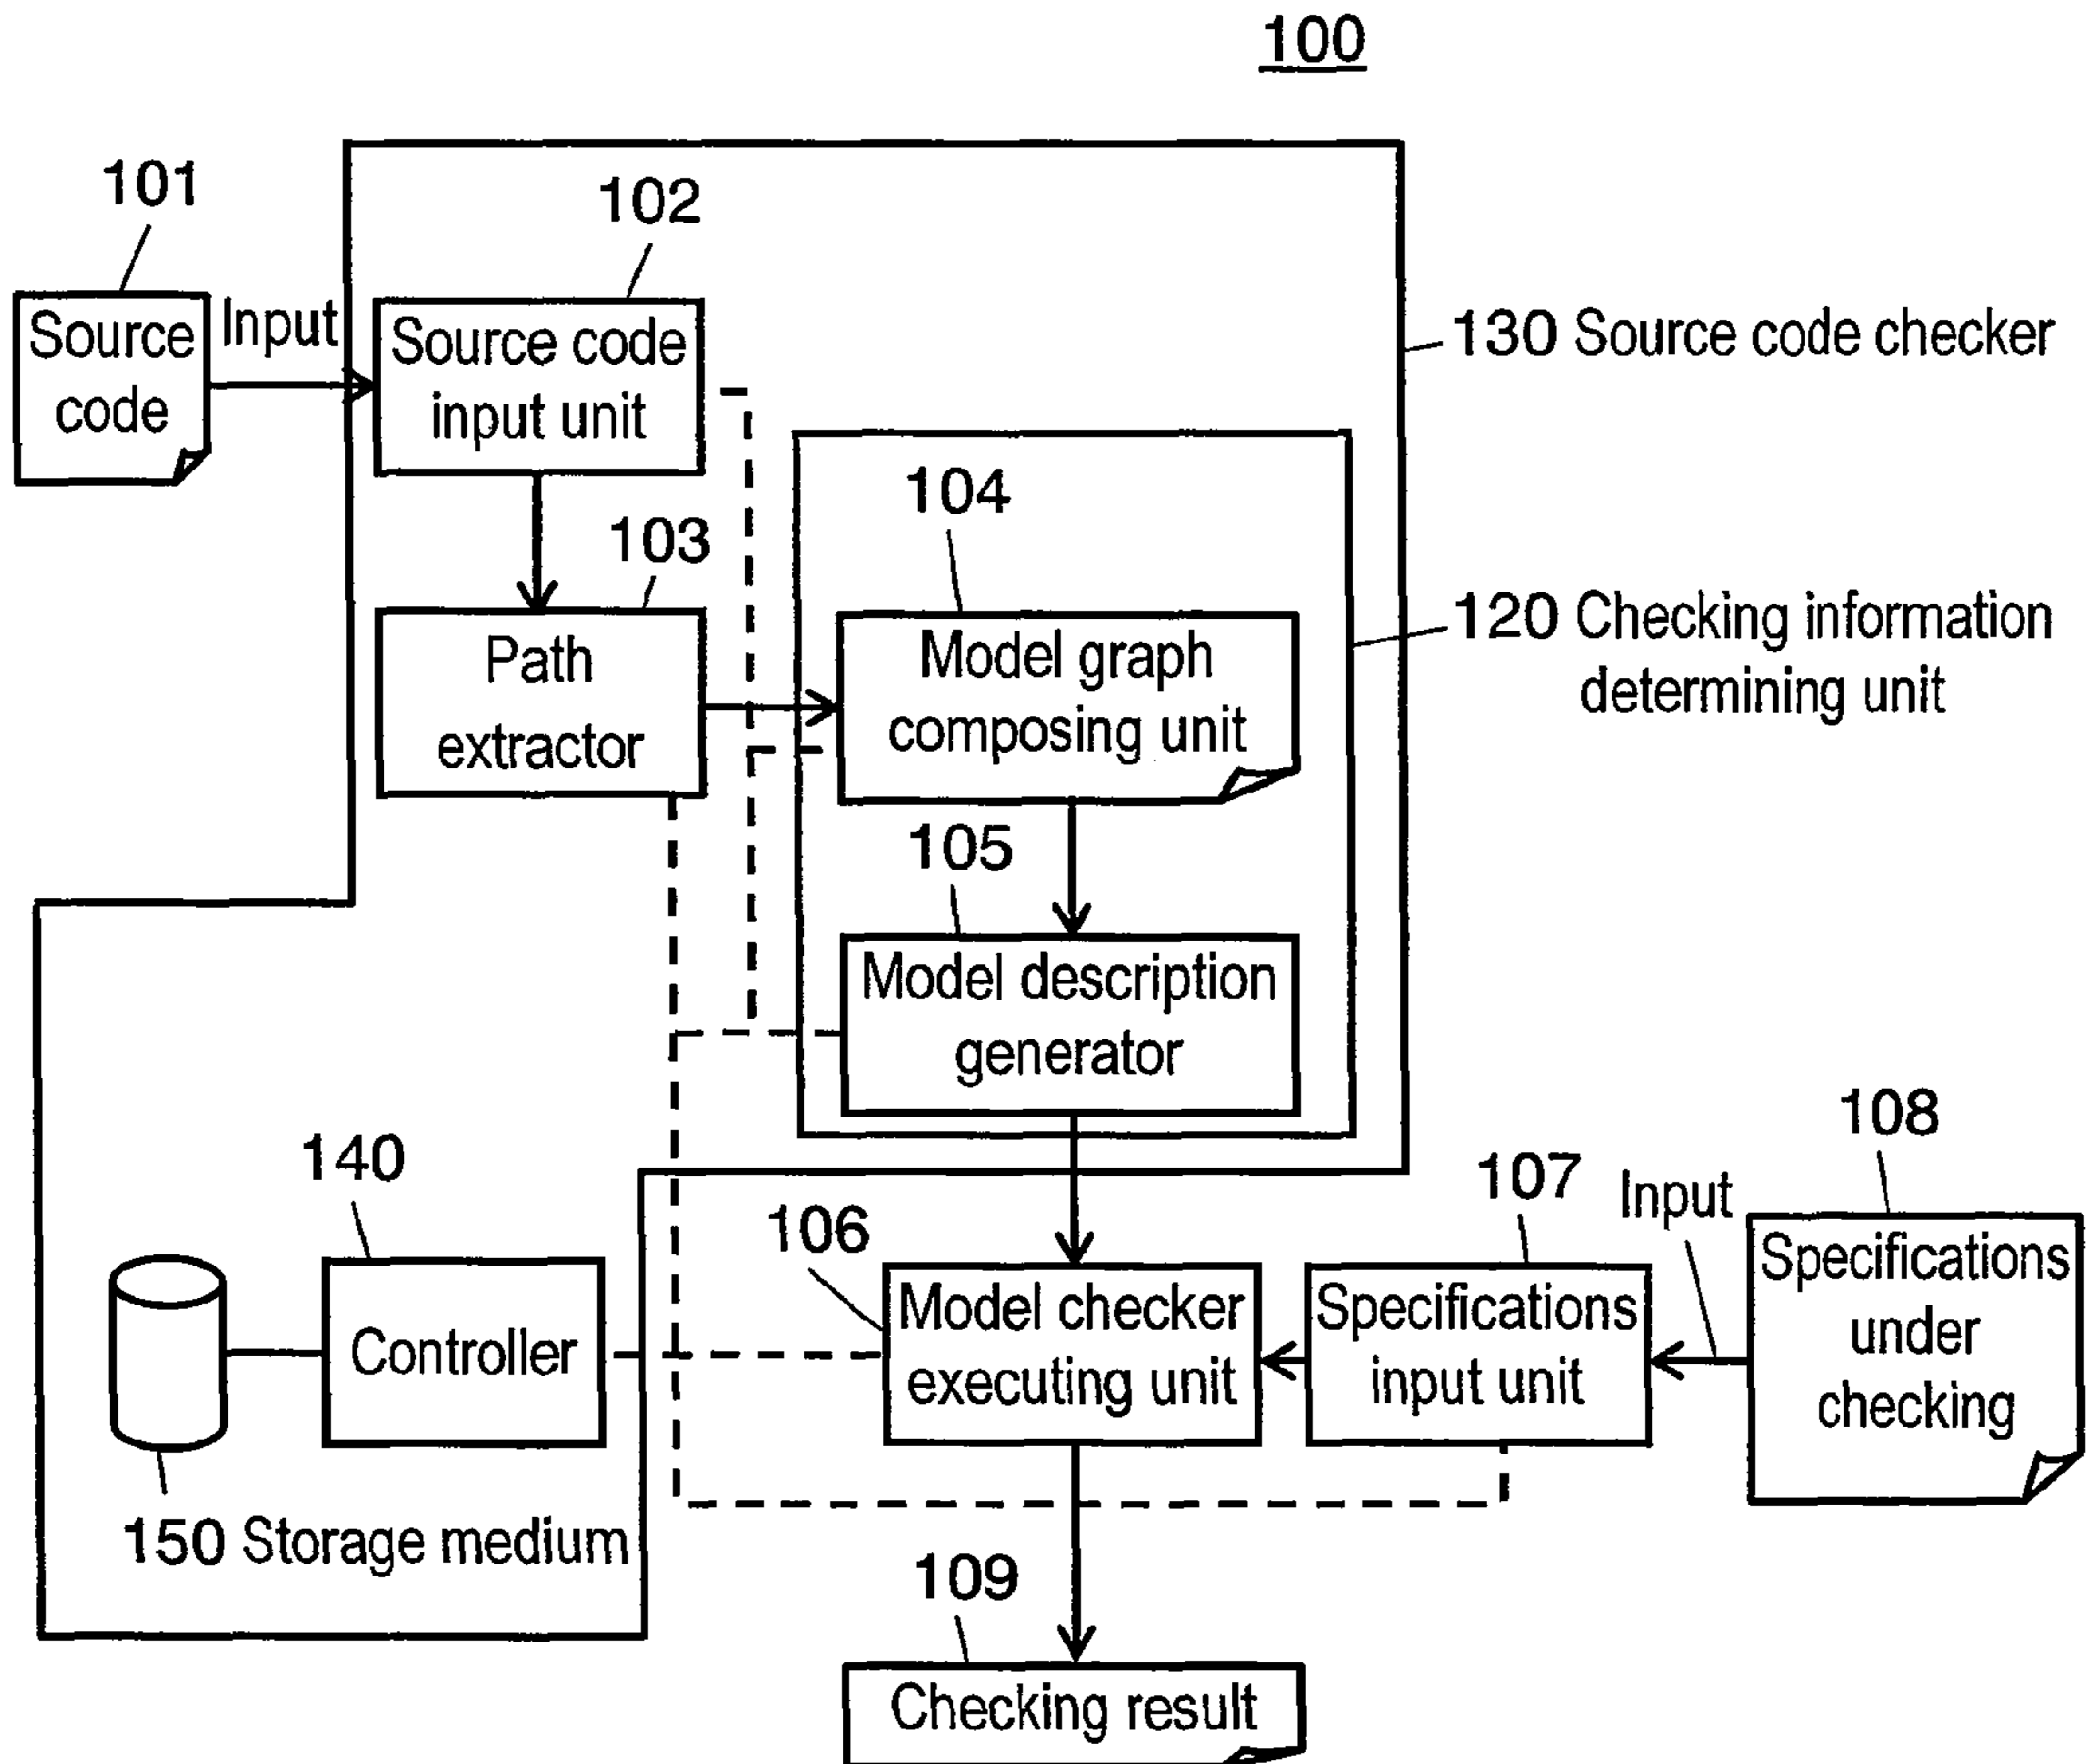 100
101
102
Source
code
Input
Source code
input unit
130 Source code checker
103
104
Path
extractor
Model graph
composing unit
120 Checking information
determining unit
105
Model description
generator
140
Controller
150 Storage medium
106
Model checker
executing unit
107
Specifications
input unit
Input
108
Specifications
under
checking
109
Checking result